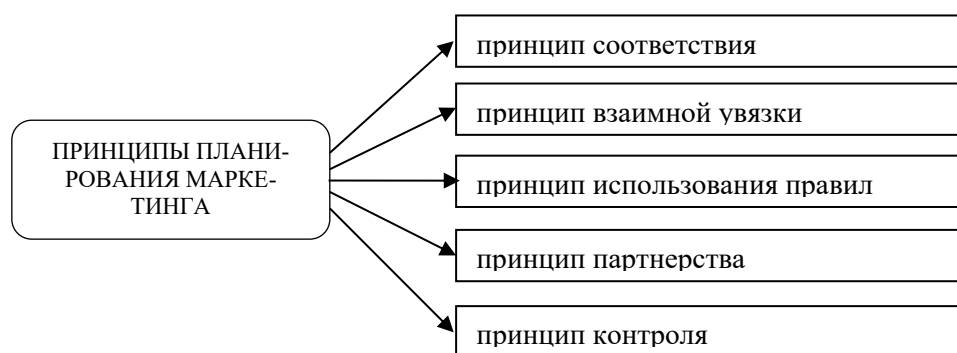 ПРИНЦИПЫ ПЛАНИ-
РОВАНИЯ МАРКЕ-
ТИНГА
принцип соответствия
принцип взаимной увязки
принцип использования правил
принцип партнерства
принцип контроля